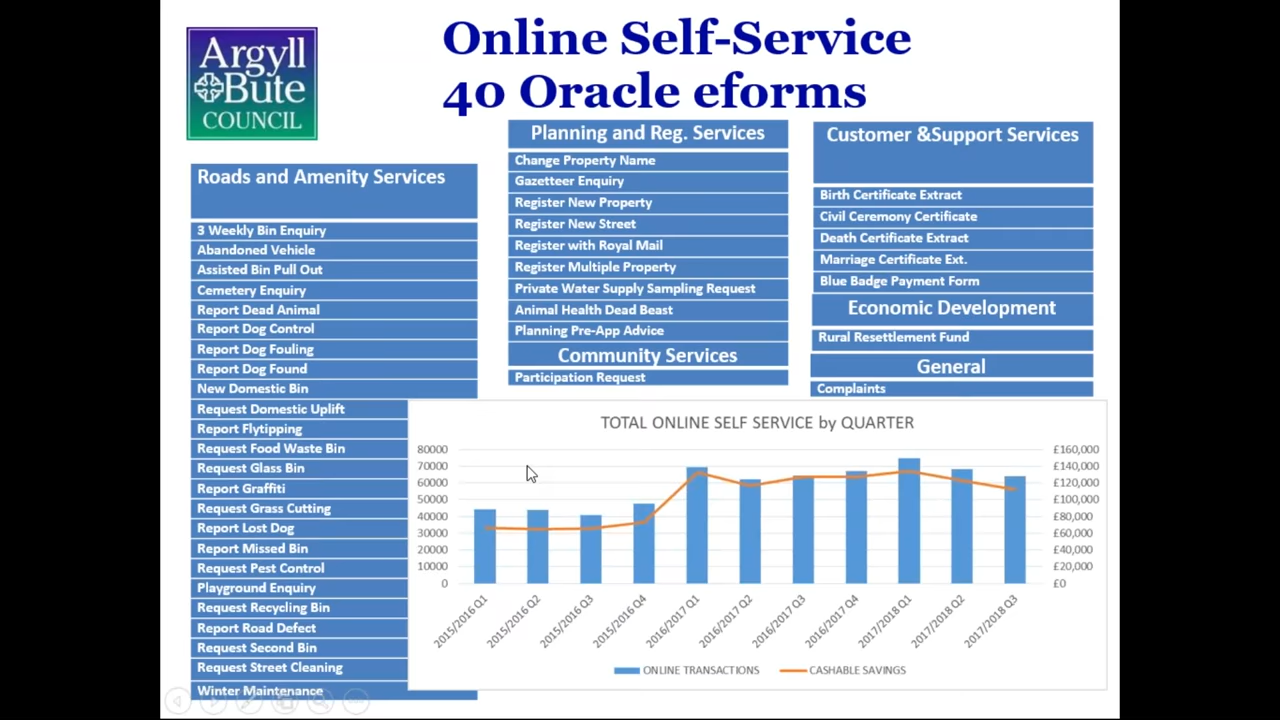 Argyll
Bute
COUNCIL
Online Self-Service
40 Oracle eforms
Roads and Amenity Services
3 Weekly Bin Enquiry
Abandoned Vehicle
Assisted Bin Pull Out
Cemetery Enquiry
Report Dead Animal
Report Dog Control
Report Dog Fouling
Report Dog Found
New Domestic Bin
Request Domestic Uplift
Report Flytipping
Request Food Waste Bin
Request Glass Bin
Report Graffiti
Request Grass Cutting
Report Lost Dog
Report Missed Bin
Request Pest Control
Playground Enquiry
Request Recycling Bin
Report Road Defect
Request Second Bin
Request Street Cleaning
Winter Maintenance
Planning and Reg. Services
Change Property Name
Gazetteer Enquiry
Register New Property
Register New Street
Register with Royal Mail
Register Multiple Property
Private Water Supply Sampling Request
Animal Health Dead Beast
Planning Pre-App Advice
Community Services
Participation Request
Customer &Support Services
Birth Certificate Extract
Civil Ceremony Certificate
Death Certificate Extract
Marriage Certificate Ext.
Blue Badge Payment Form
Economic Development
Rural Resettlement Fund
General
Complaints
TOTAL ONLINE SELF SERVICE by QUARTER
80000
70000
60000
50000
40000
30000
20000
10000
0
£160,000
£140,000
£120,000
£100,000
£80,000
£60,000
£40,000
£20,000
£0
2015/2016 Q1
2015/2016 Q2
2015/2016 Q3
2015/2016 Q4
2016/2017 Q1
2016/2017 Q2
2016/2017 Q3
2016/2017 Q4
2017/2018 Q1
2017/2018 Q2
2017/2018 Q3
ONLINE TRANSACTIONS
CASHABLE SAVINGS